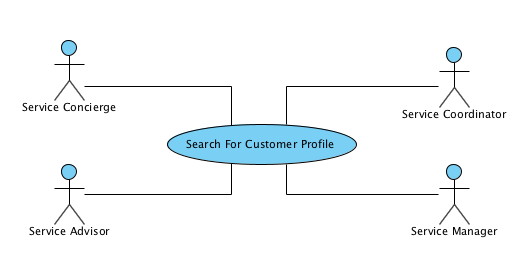 Service Concierge
Service Coordinator
Search For Customer Profile
Service Advisor
Service Manager